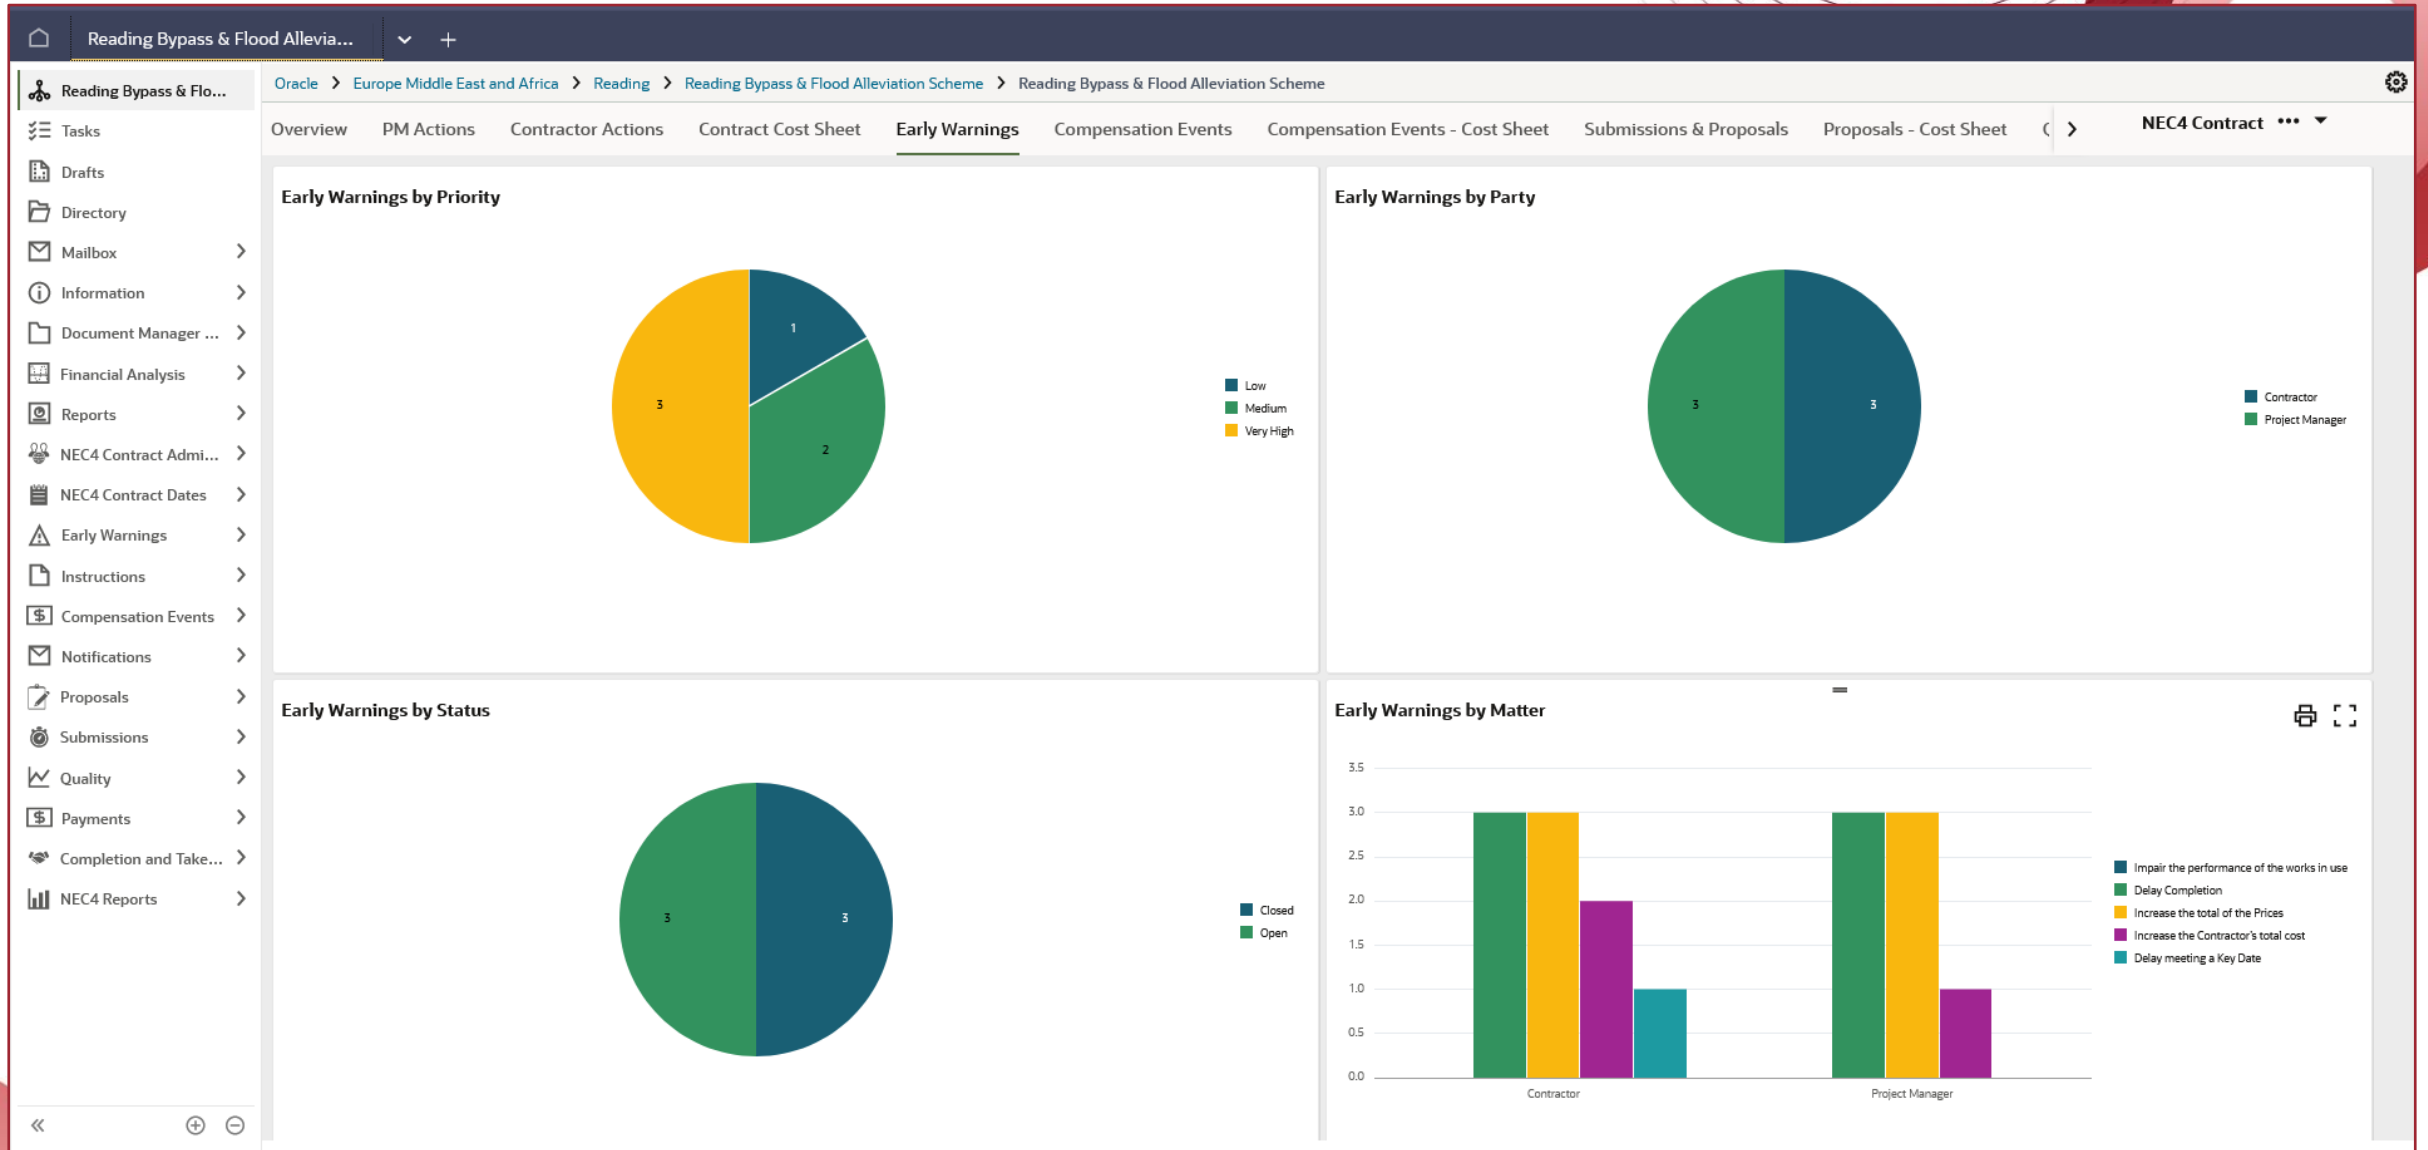 Reading Bypass & Flood Allevia...
Reading Bypass & Flo...
Tasks
Drafts
Directory
Mailbox
Information
Document Manager ...
Financial Analysis
Reports
NEC4 Contract Admi...
NEC4 Contract Dates
Early Warnings
Instructions
Compensation Events
Notifications
Proposals
Submissions
Quality
Payments
Completion and Take...
NEC4 Reports
Oracle > Europe Middle East and Africa > Reading > Reading Bypass & Flood Alleviation Scheme > Reading Bypass & Flood Alleviation Scheme
Overview PM Actions Contractor Actions Contract Cost Sheet Early Warnings Compensation Events Compensation Events - Cost Sheet Submissions & Proposals Proposals - Cost Sheet
NEC4 Contract
Early Warnings by Priority
1
3
2
Low
Medium
Very High
Early Warnings by Party
3
3
Contractor
Project Manager
Early Warnings by Status
3
3
Closed
Open
Early Warnings by Matter
3.5
3.0
2.5
2.0
1.5
1.0
0.5
0.0
Contractor
Project Manager
Impair the performance of the works in use
Delay Completion
Increase the total of the Prices
Increase the Contractor's total cost
Delay meeting a Key Date